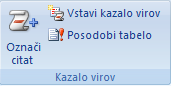 Označi
citat
Vstavi kazalo virov
Posodobi tabelo
Kazalo virov